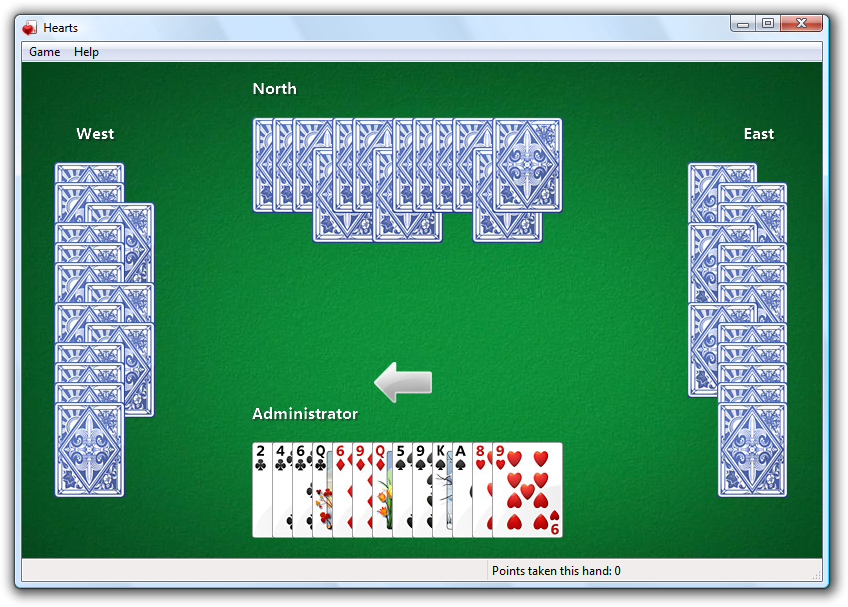 Hearts
Game Help
North
West
East
Administrator
2 4 6 Q 6 9 Q 5 9 K A 8 9
9
Points taken this hand: 0